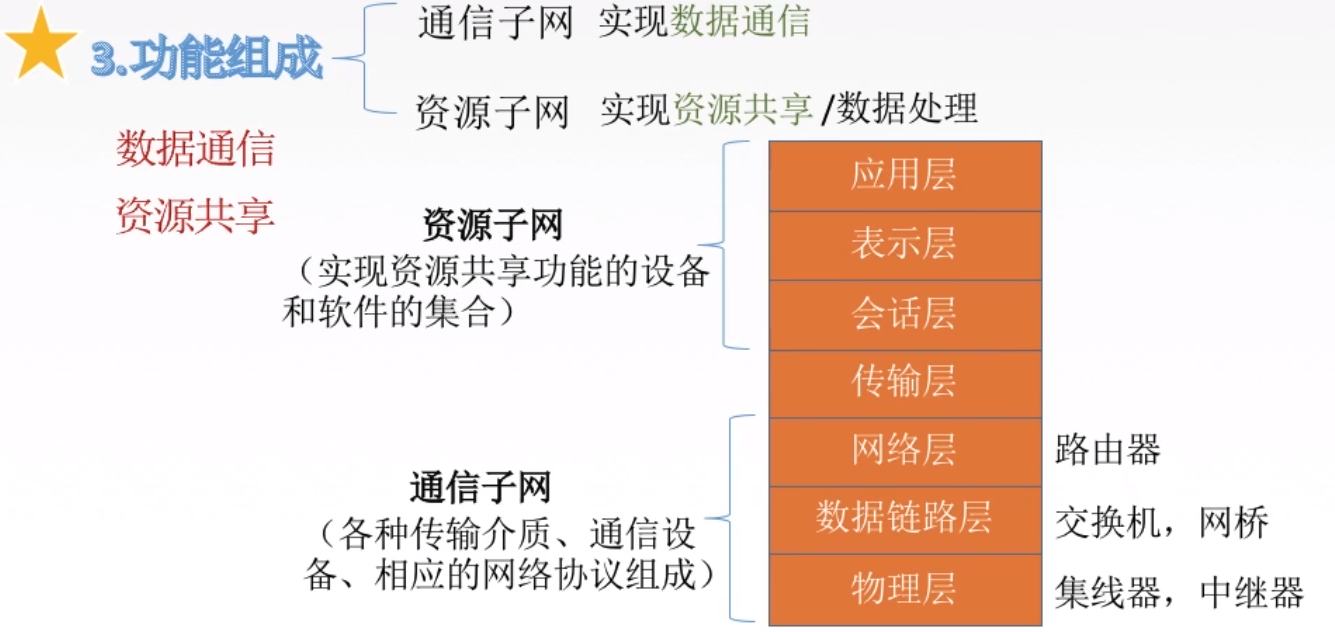 3.功能组成
通信子网 实现数据通信
资源子网 实现资源共享/数据处理
数据通信
资源共享
资源子网
（实现资源共享功能的设备
和软件的集合）
应用层
表示层
会话层
传输层
通信子网
（各种传输介质、通信设
备、相应的网络协议组成）
网络层 路由器
数据链路层 交换机，网桥
物理层 集线器，中继器